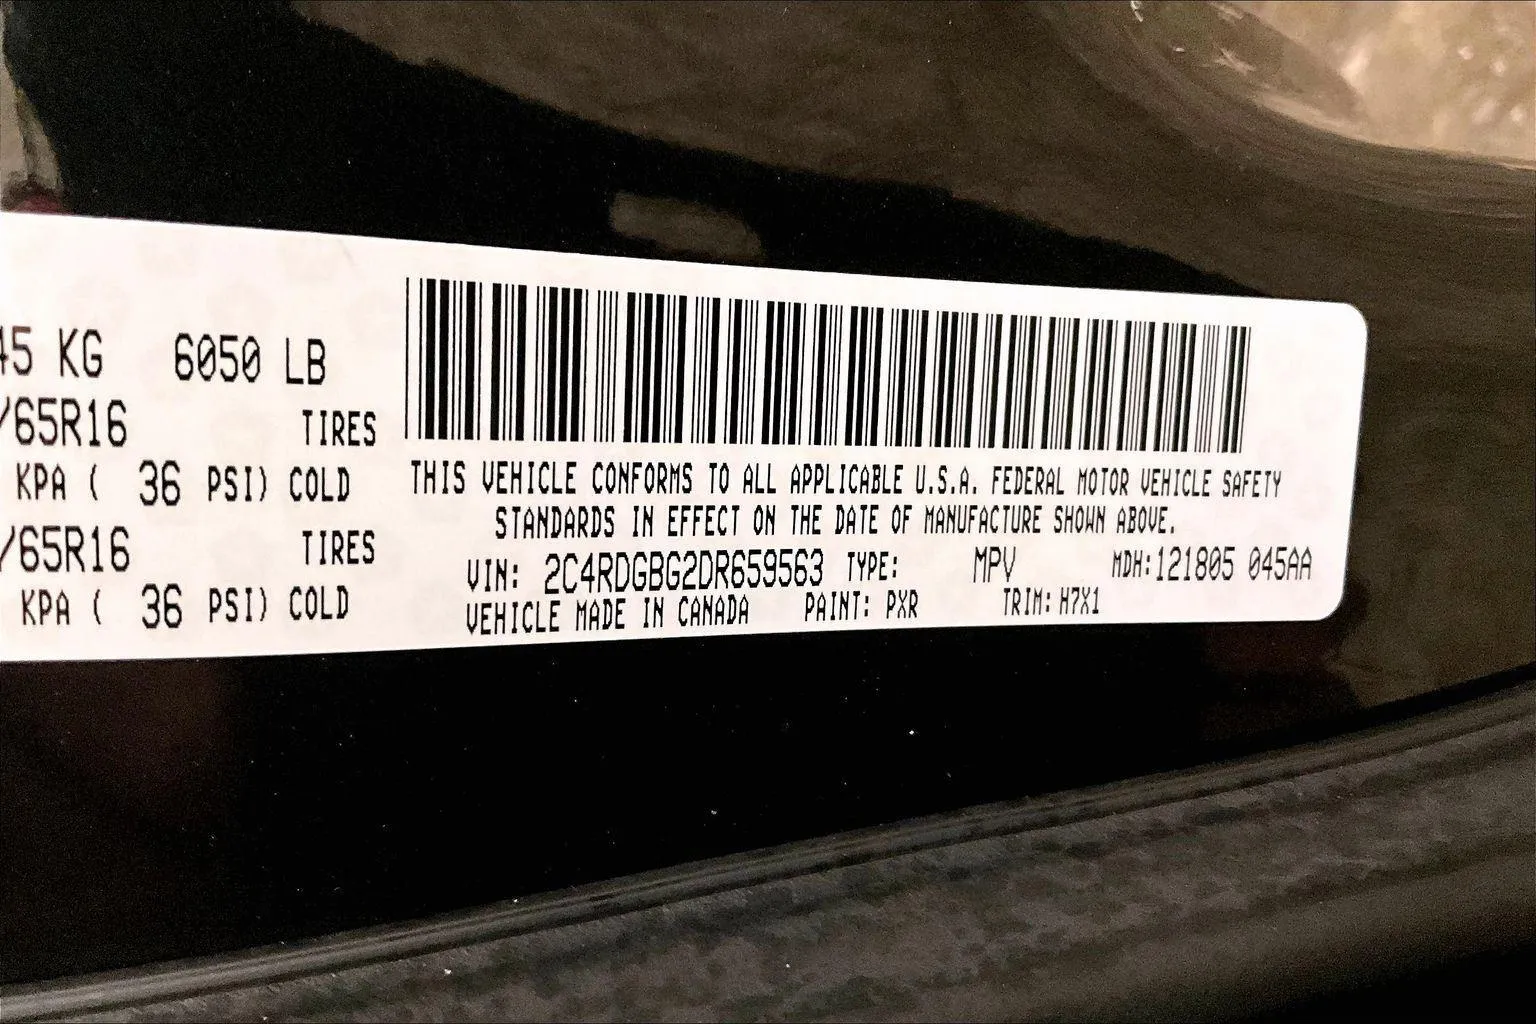 45 KG 6050 LB
/65R16 TIRES
KPA ( 36 PSI) COLD
/65R16 TIRES
KPA ( 36 PSI) COLD
THIS VEHICLE CONFORMS TO ALL APPLICABLE U.S.A. FEDERAL MOTOR VEHICLE SAFETY
STANDARDS IN EFFECT ON THE DATE OF MANUFACTURE SHOWN ABOVE.
VIN: 2C4RDGBG2DR659563 TYPE: MPV MDH:121805 045AA
VEHICLE MADE IN CANADA PAINT: PXR TRIM: H7X1